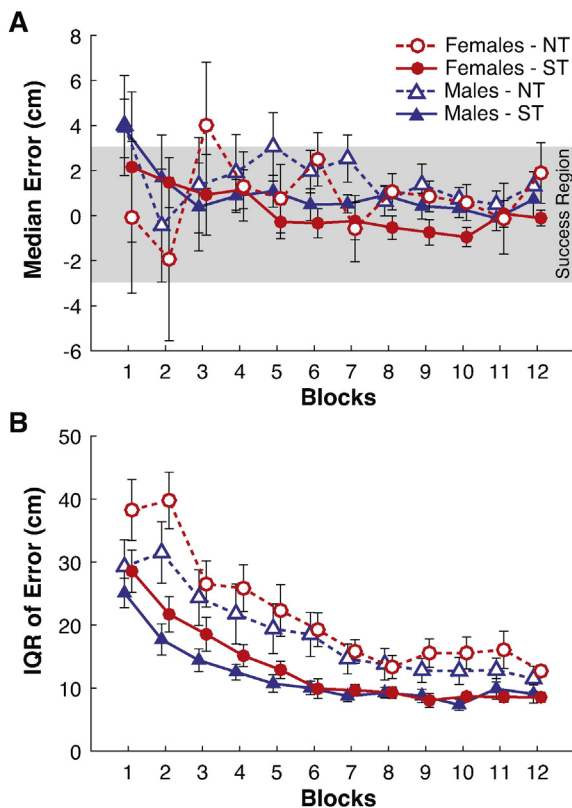 A
Median Error (cm)
8
6
4
2
0
-2
-4
-6
Females - NT
Females - ST
Males - NT
Males - ST
Success Region
1 2 3 4 5 6 7 8 9 10 11 12
Blocks
B
IQR of Error (cm)
50
40
30
20
10
0
1 2 3 4 5 6 7 8 9 10 11 12
Blocks